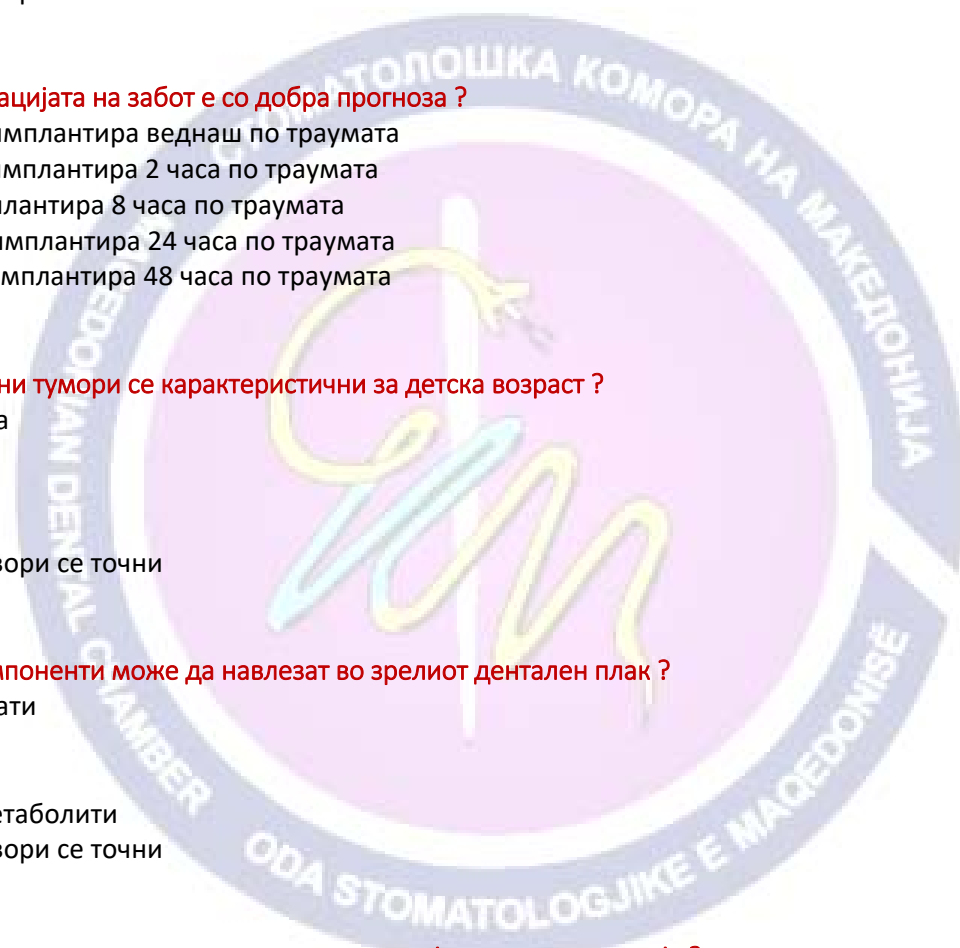 ацијата на забот е со добра прогноза ?
имплантира веднаш по траумата
имплантира 2 часа по траумата
плантира 8 часа по траумата
имплантира 24 часа по траумата
имплантира 48 часа по траумата
ни тумори се карактеристични за детска возраст ?
а
вори се точни
мпоненти може да навлезат во зрелиот дентален плак ?
ати
етаболити
вори се точни
СТОМАТОЛОШКА КОМОРА НА МАКЕДОНИЈА
MACEDONIAN DENTAL CHAMBER
ODA STOMATOLOGJIKE E MAQEDONISË